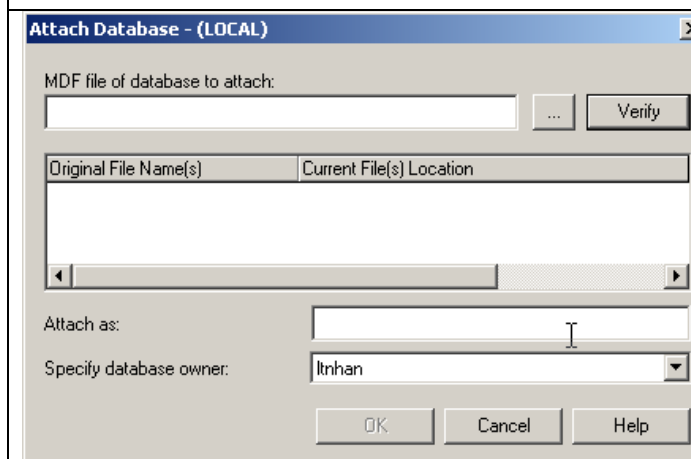 Attach Database - (LOCAL)
MDF file of database to attach:
... Verify
Original File Name(s) Current File(s) Location
Attach as:
Specify database owner: ltnhan
OK Cancel Help